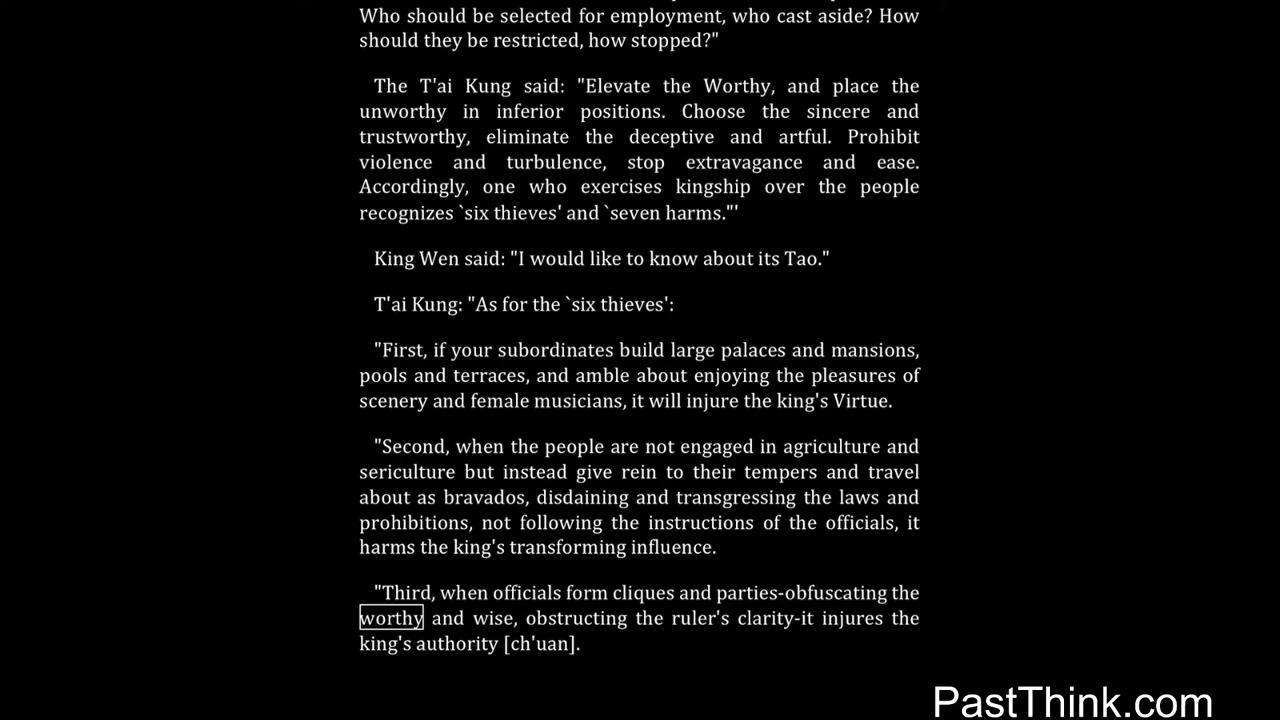 Who should be selected for employment, who cast aside? How
should they be restricted, how stopped?"
The T'ai Kung said: "Elevate the Worthy, and place the
unworthy in inferior positions. Choose the sincere and
trustworthy, eliminate the deceptive and artful. Prohibit
violence and turbulence, stop extravagance and ease.
Accordingly, one who exercises kingship over the people
recognizes `six thieves' and `seven harms."'
King Wen said: "I would like to know about its Tao."
T'ai Kung: "As for the `six thieves':
"First, if your subordinates build large palaces and mansions,
pools and terraces, and amble about enjoying the pleasures of
scenery and female musicians, it will injure the king's Virtue.
"Second, when the people are not engaged in agriculture and
sericulture but instead give rein to their tempers and travel
about as bravados, disdaining and transgressing the laws and
prohibitions, not following the instructions of the officials, it
harms the king's transforming influence.
"Third, when officials form cliques and parties-obfuscating the
worthy and wise, obstructing the ruler's clarity-it injures the
king's authority [ch'uan].
PastThink.com